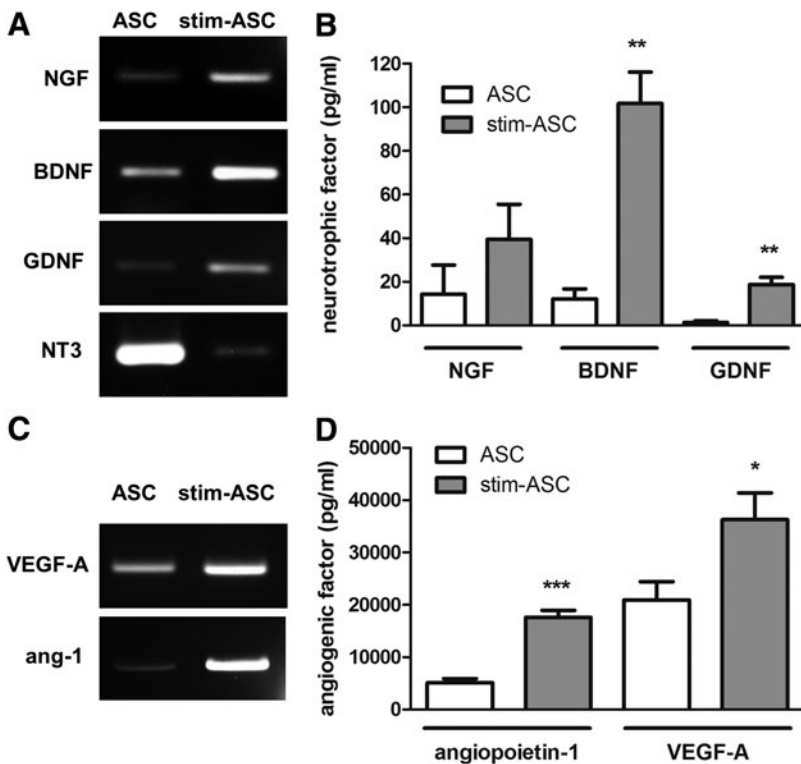 A
ASC stim-ASC
NGF
BDNF
GDNF
NT3
B
**
120
100
80
60
40
20
0
neurotrophic factor (pg/ml)
ASC
stim-ASC
**
NGF BDNF GDNF
C
ASC stim-ASC
VEGF-A
ang-1
D
50000
40000
30000
20000
10000
0
angiogenic factor (pg/ml)
ASC
stim-ASC
*
***
angiopoietin-1 VEGF-A